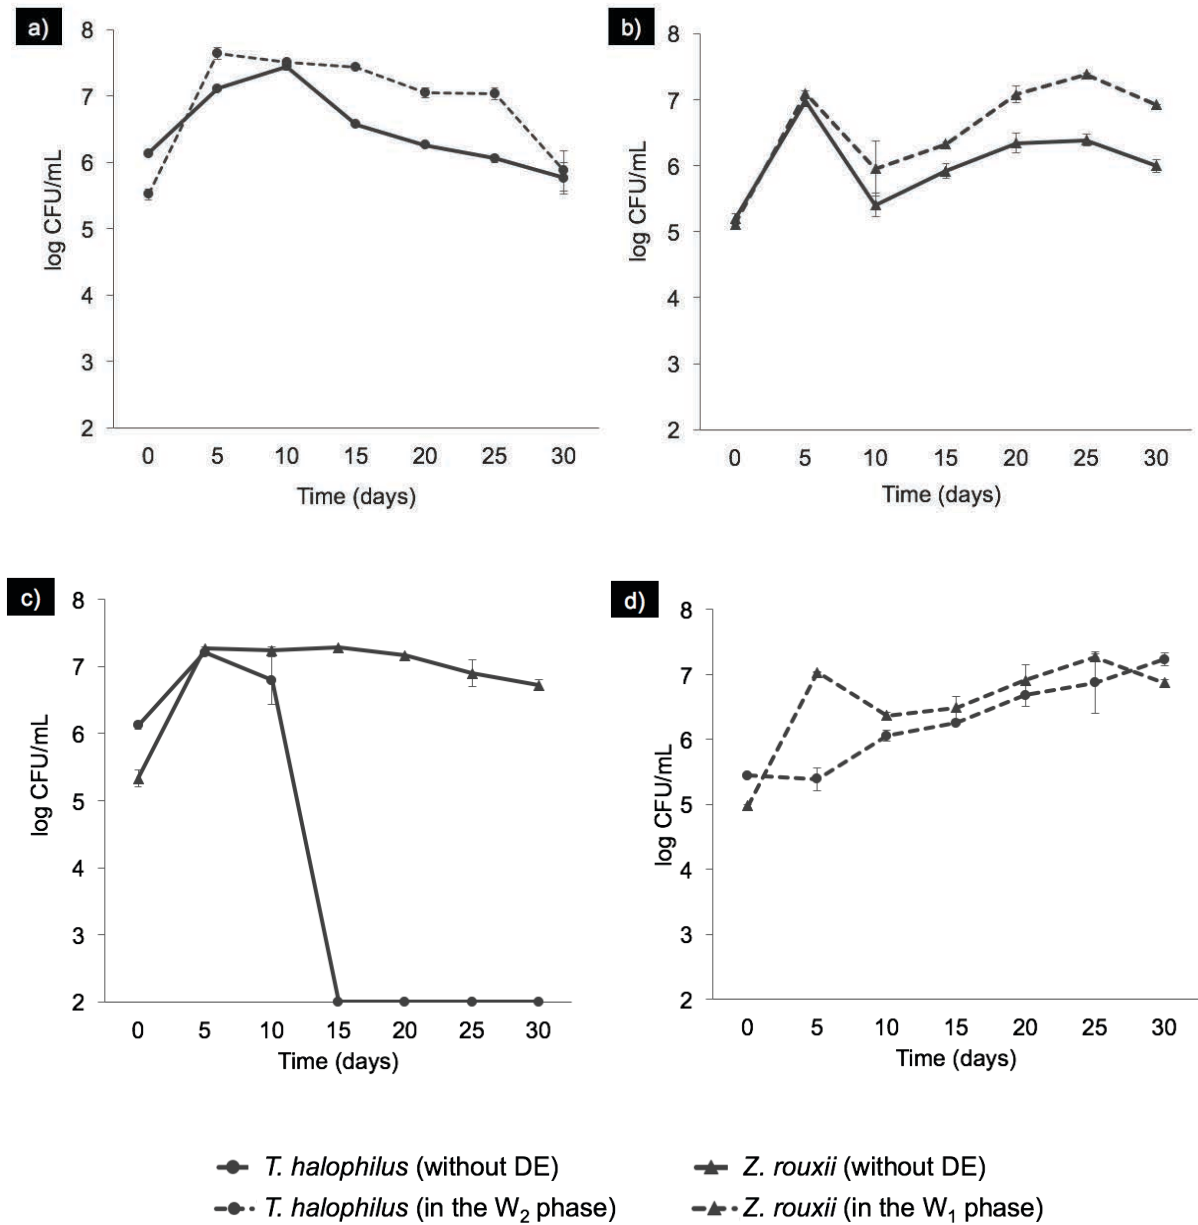 a)
8
7
6
5
4
3
2
log CFU/mL
0 5 10 15 20 25 30
Time (days)
b)
8
7
6
5
4
3
2
log CFU/mL
0 5 10 15 20 25 30
Time (days)
c)
8
7
6
5
4
3
2
log CFU/mL
0 5 10 15 20 25 30
Time (days)
d)
8
7
6
5
4
3
2
log CFU/mL
0 5 10 15 20 25 30
Time (days)
T. halophilus (without DE)
Z. rouxii (without DE)
T. halophilus (in the W₂ phase)
Z. rouxii (in the W₁ phase)